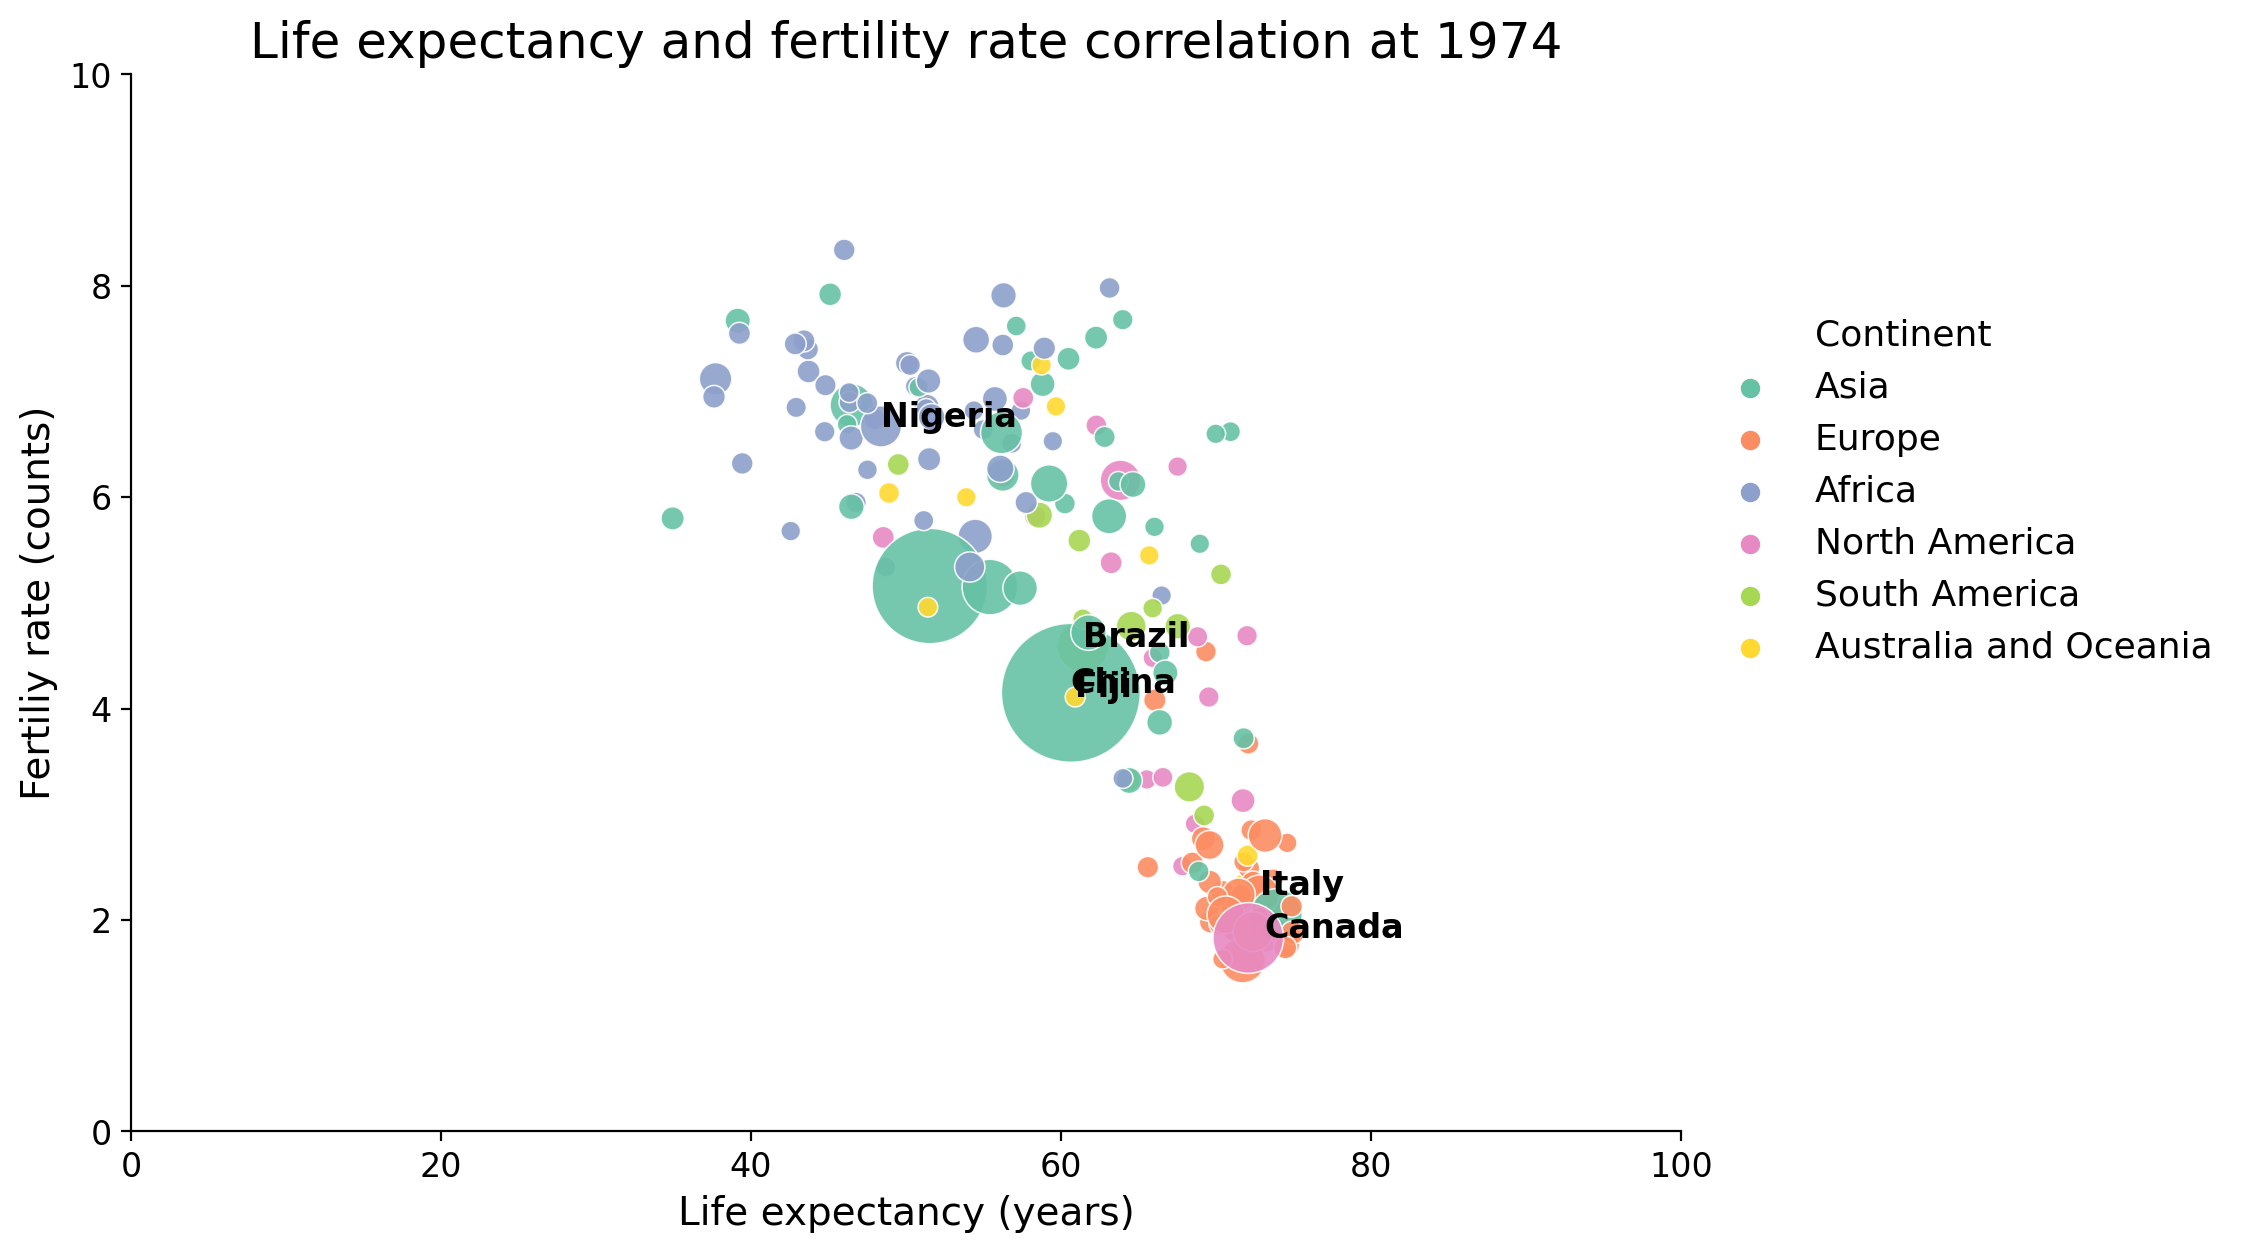 Life expectancy and fertility rate correlation at 1974
10
8
6
4
2
0
Fertiliy rate (counts)
0 20 40 60 80 100
Life expectancy (years)
Nigeria
Brazil
China
Fiji
Italy
Canada
Continent
Asia
Europe
Africa
North America
South America
Australia and Oceania